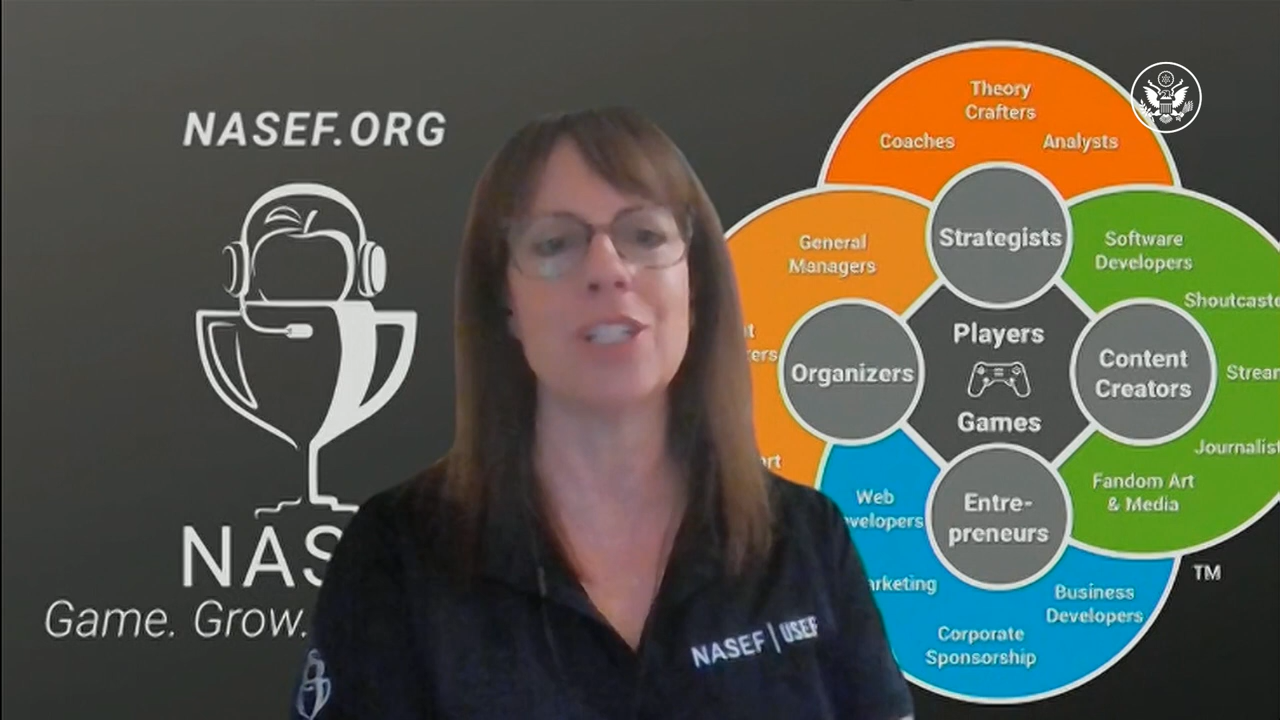 NASEF.ORG
NAS
Game. Grow.
NASEF | USEF
Theory
Crafters
Coaches
Analysts
Strategists
General
Managers
Software
Developers
Organizers
Players
Games
Content
Creators
Journalist
Fandom Art
& Media
Entre-
preneurs
Web
Business
Developers
Corporate
Sponsorship
TM